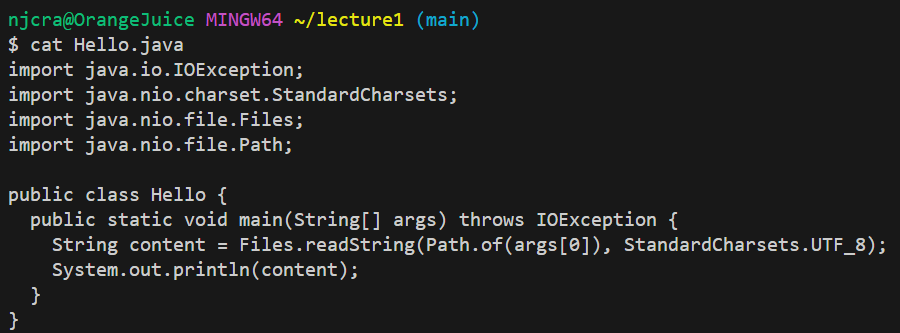 njcra@OrangeJuice MINGW64 ~/lecture1 (main)
$ cat Hello.java
import java.io.IOException;
import java.nio.charset.StandardCharsets;
import java.nio.file.Files;
import java.nio.file.Path;

public class Hello {
  public static void main(String[] args) throws IOException {
    String content = Files.readString(Path.of(args[0]), StandardCharsets.UTF_8);
    System.out.println(content);
  }
}